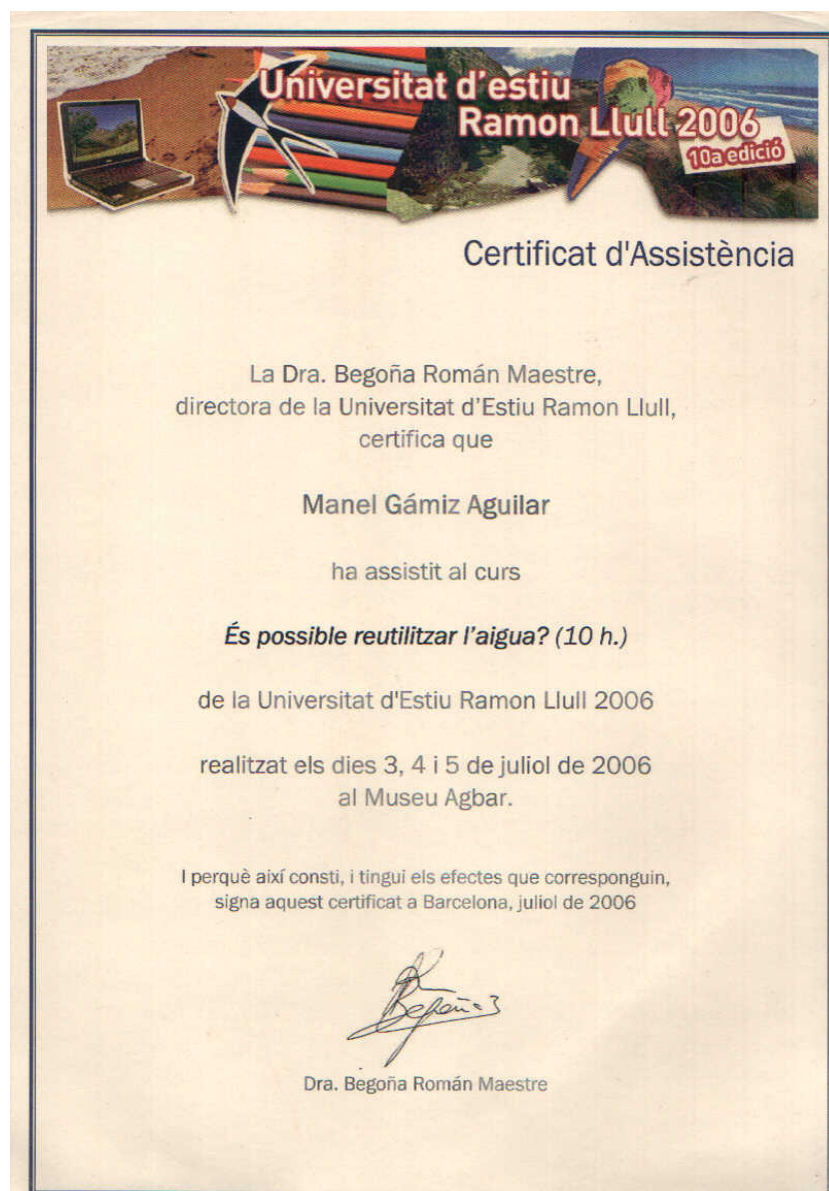 Universitat d'estiu
Ramon Llull 2006
10a edició
Certificat d'Assistència
La Dra. Begoña Román Maestre,
directora de la Universitat d'Estiu Ramon Llull,
certifica que
Manel Gámiz Aguilar
ha assistit al curs
És possible reutilitzar l'aigua? (10 h.)
de la Universitat d'Estiu Ramon Llull 2006
realitzat els dies 3, 4 i 5 de juliol de 2006
al Museu Agbar.
I perquè així consti, i tingui els efectes que corresponguin,
signa aquest certificat a Barcelona, juliol de 2006
Dra. Begoña Román Maestre